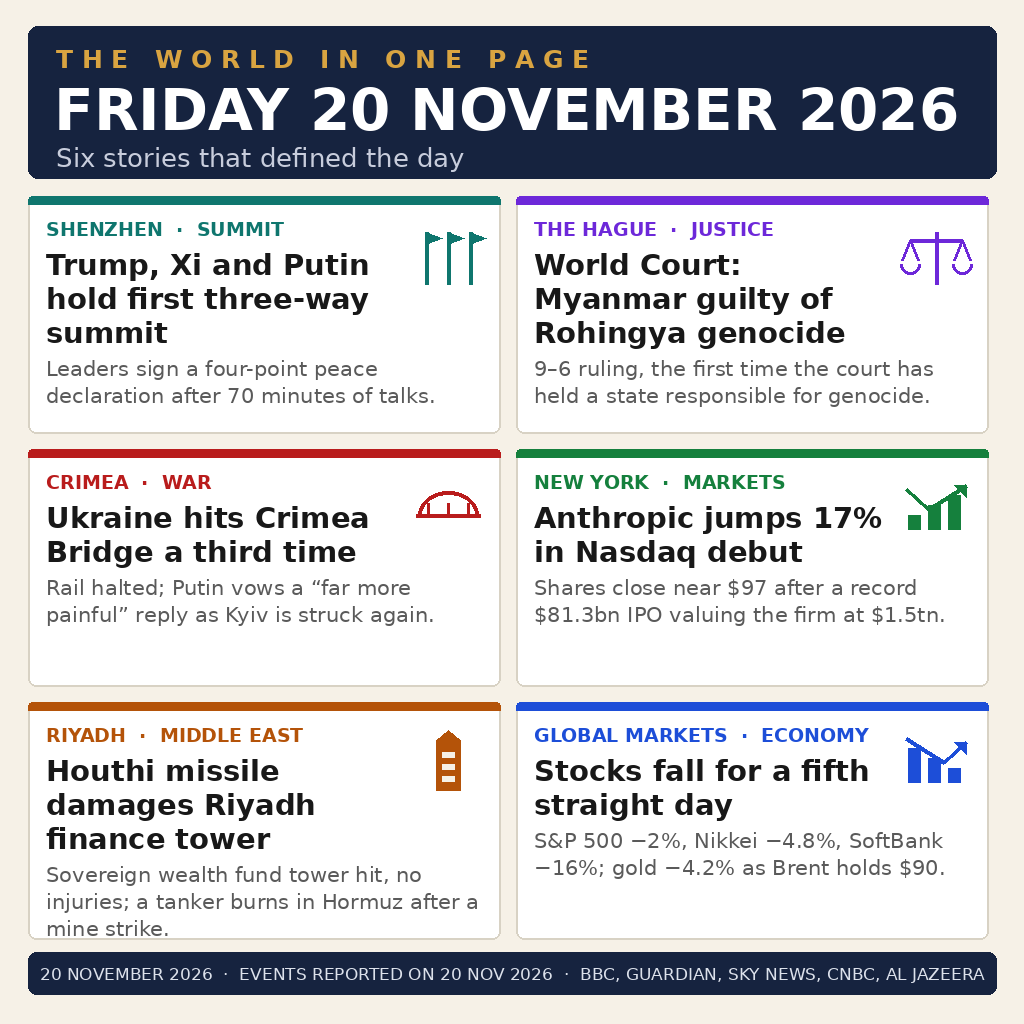 THE WORLD IN ONE PAGE
FRIDAY 20 NOVEMBER 2026
Six stories that defined the day
SHENZHEN · SUMMIT
Trump, Xi and Putin
hold first three-way
summit
Leaders sign a four-point peace
declaration after 70 minutes of talks.
THE HAGUE · JUSTICE
World Court:
Myanmar guilty of
Rohingya genocide
9–6 ruling, the first time the court has
held a state responsible for genocide.
CRIMEA · WAR
Ukraine hits Crimea
Bridge a third time
Rail halted; Putin vows a “far more
painful” reply as Kyiv is struck again.
NEW YORK · MARKETS
Anthropic jumps 17%
in Nasdaq debut
Shares close near $97 after a record
$81.3bn IPO valuing the firm at $1.5tn.
RIYADH · MIDDLE EAST
Houthi missile
damages Riyadh
finance tower
Sovereign wealth fund tower hit, no
injuries; a tanker burns in Hormuz after a
mine strike.
GLOBAL MARKETS · ECONOMY
Stocks fall for a fifth
straight day
S&P 500 −2%, Nikkei −4.8%, SoftBank
−16%; gold −4.2% as Brent holds $90.
20 NOVEMBER 2026 · EVENTS REPORTED ON 20 NOV 2026 · BBC, GUARDIAN, SKY NEWS, CNBC, AL JAZEERA